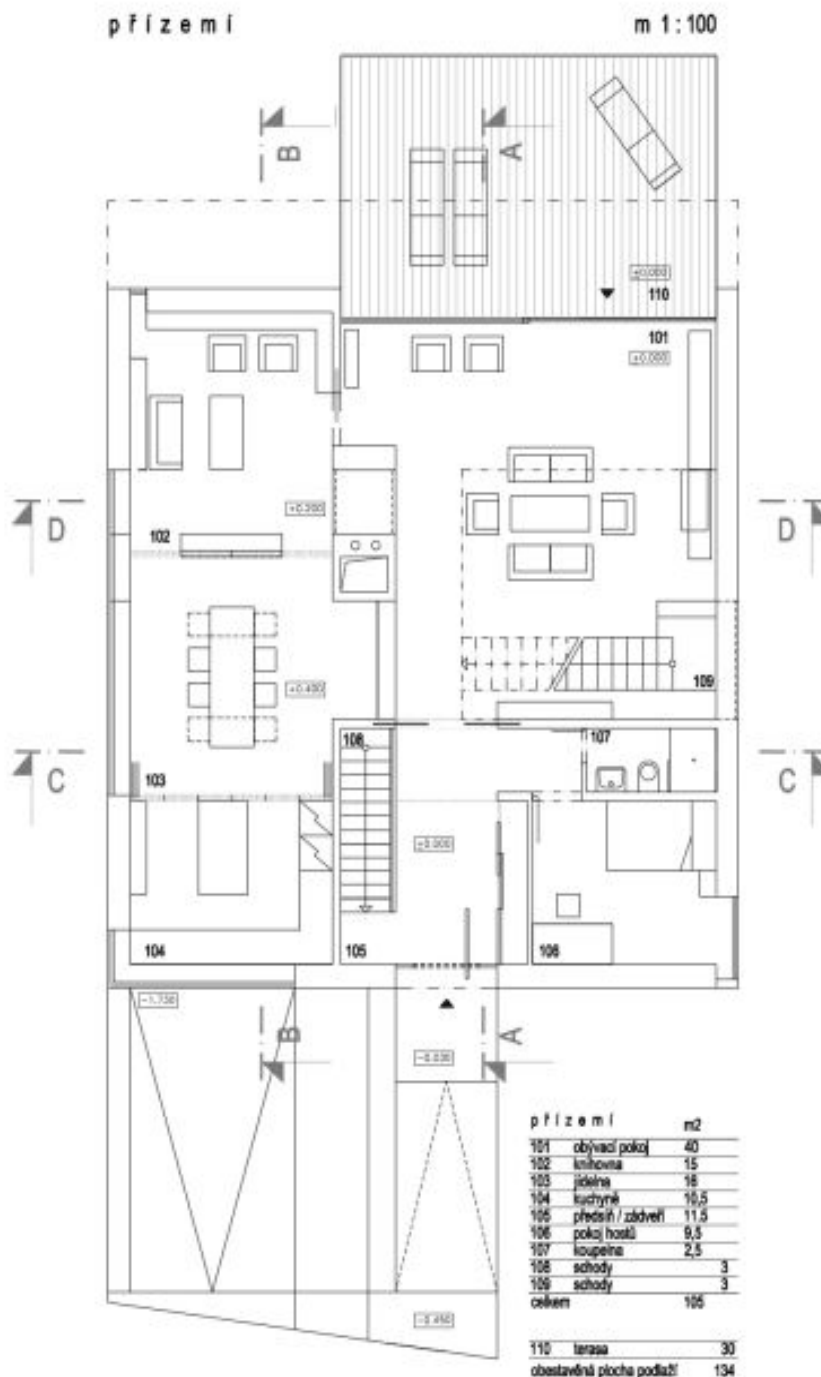 přízemí m 1:100
B A
±0.000
110
101
±0.000
+0.200
102
D D
+0.400
109
108 107
C C
103
±0.000
104 105 106
-1.730
B A
-0.030
přízemí m2
101 obývací pokoj 40
102 knihovna 15
103 jídelna 16
104 kuchyně 10,5
105 předsíň / zádveří 11,5
106 pokoj hostů 9,5
107 koupelna 2,5
108 schody 3
109 schody 3
celkem 105
-0.450
110 terasa 30
obestavěná plocha podlaží 134